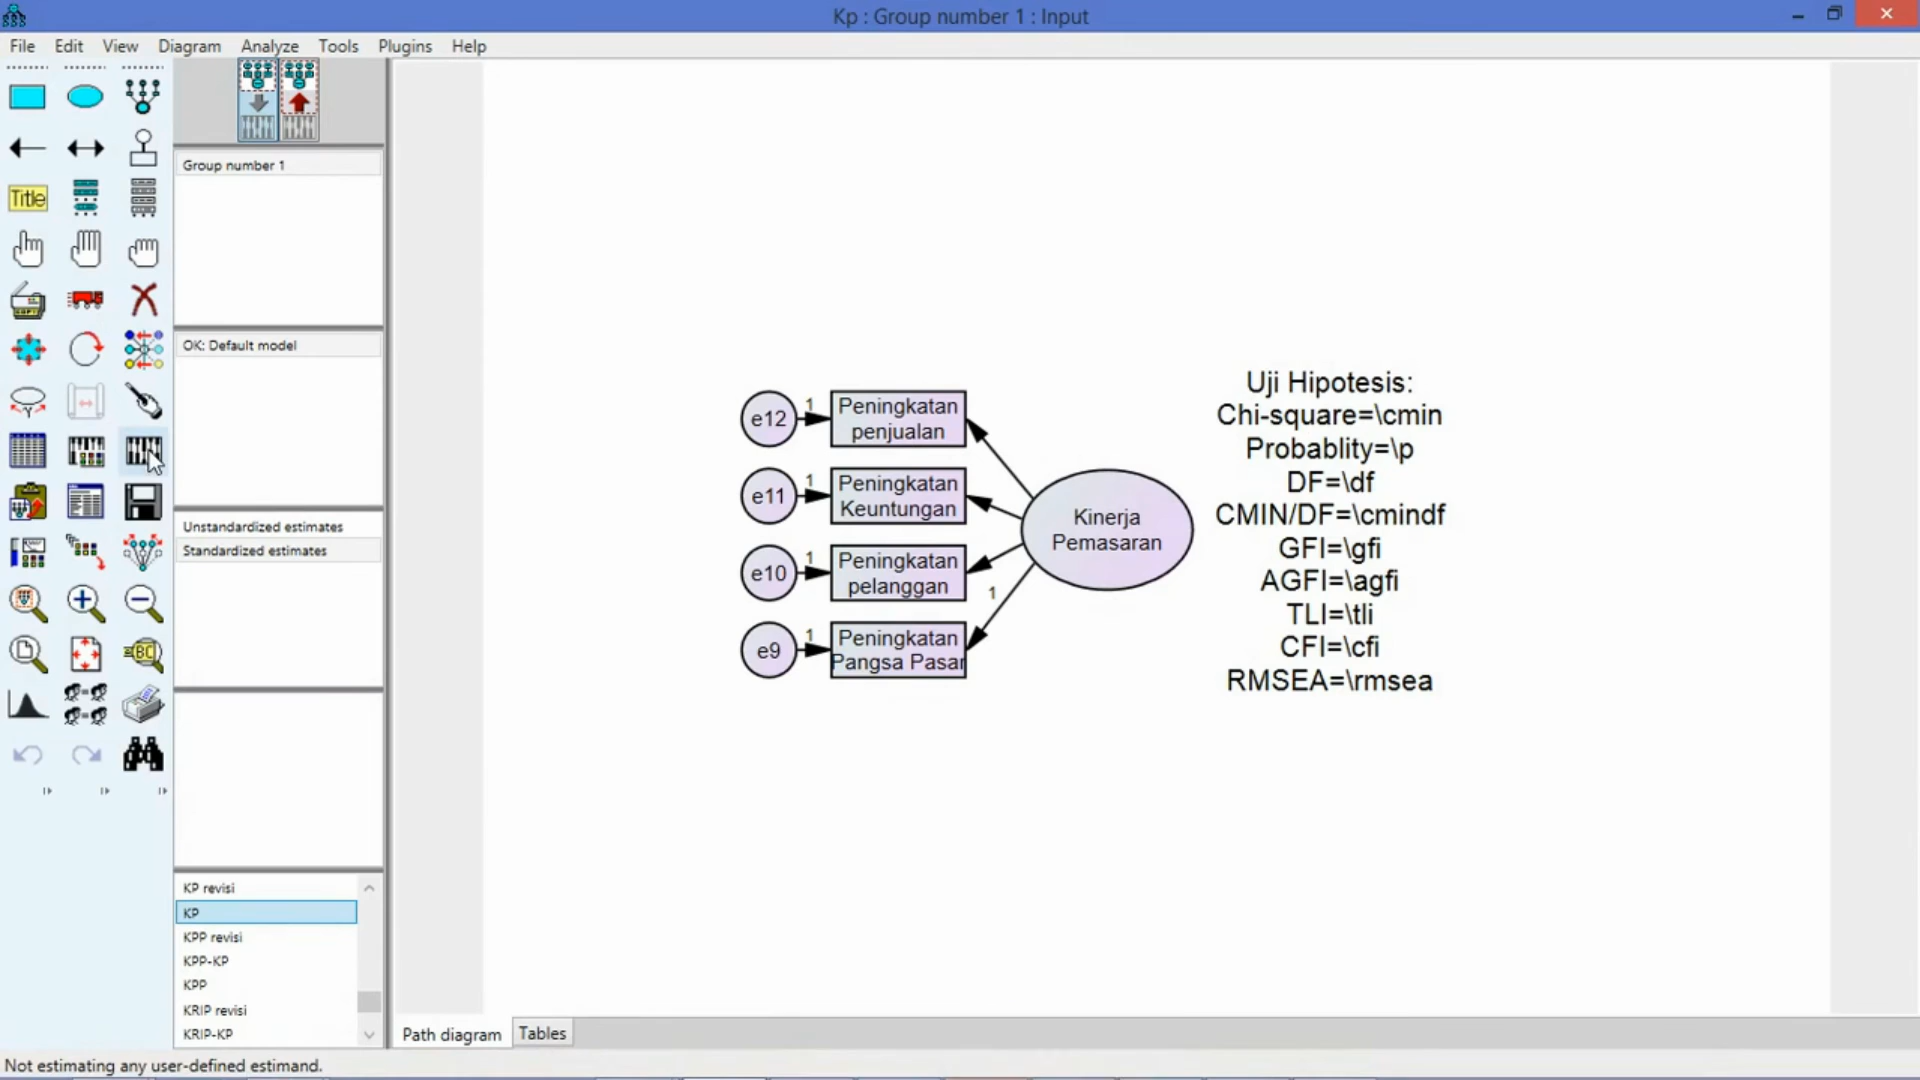 Kp : Group number 1 : Input
File Edit View Diagram Analyze Tools Plugins Help
Title
Group number 1
OK: Default model
Unstandardized estimates
Standardized estimates
KP revisi
KP
KPP revisi
KPP-KP
KPP
KRIP revisi
KRIP-KP
e12 1 Peningkatan
penjualan
e11 1 Peningkatan
Keuntungan
e10 1 Peningkatan
pelanggan
e9 1 Peningkatan
Pangsa Pasar
1
Kinerja
Pemasaran
Uji Hipotesis:
Chi-square=\cmin
Probablity=\p
DF=\df
CMIN/DF=\cmindf
GFI=\gfi
AGFI=\agfi
TLI=\tli
CFI=\cfi
RMSEA=\rmsea
Path diagram Tables
Not estimating any user-defined estimand.